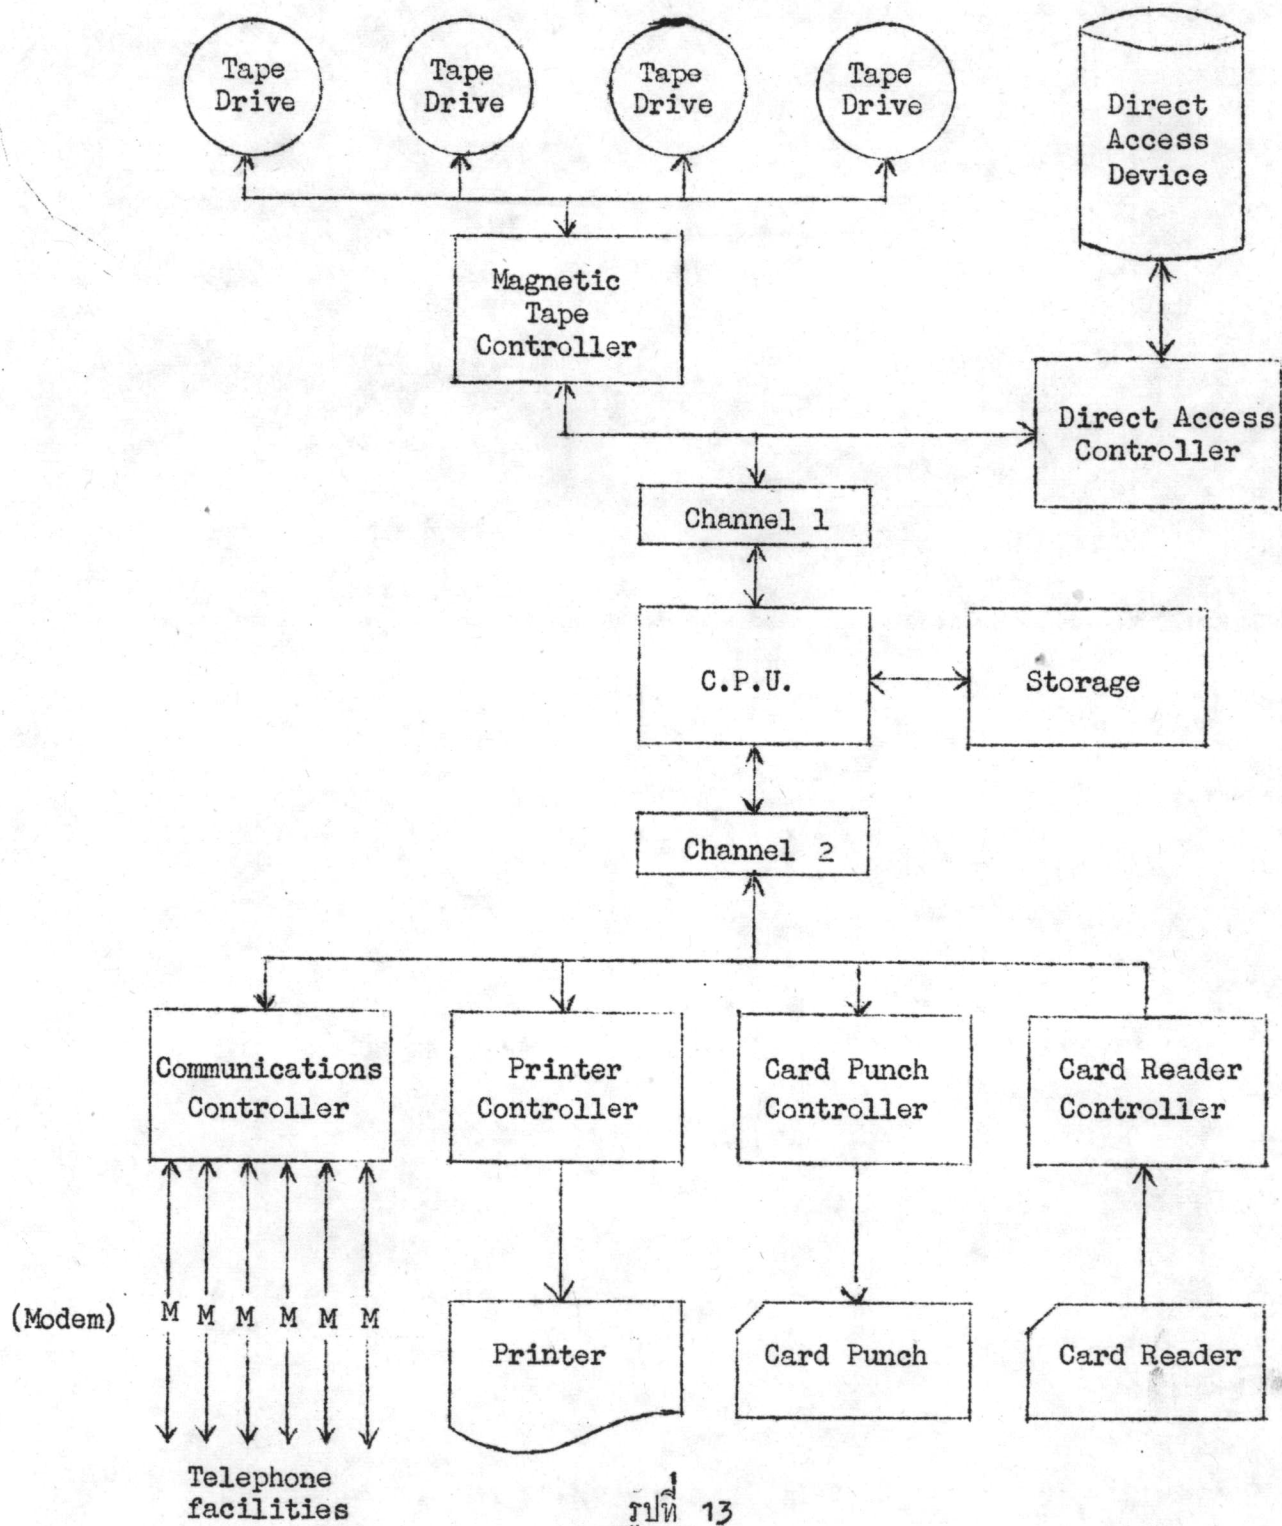 Tape
Drive
Tape
Drive
Tape
Drive
Tape
Drive
Direct
Access
Device
Magnetic
Tape
Controller
Direct Access
Controller
Channel 1
C.P.U.
Storage
Channel 2
Communications
Controller
Printer
Controller
Card Punch
Controller
Card Reader
Controller
(Modem) M M M M M M
Printer
Card Punch
Card Reader
Telephone
facilities
รูปที่ 13